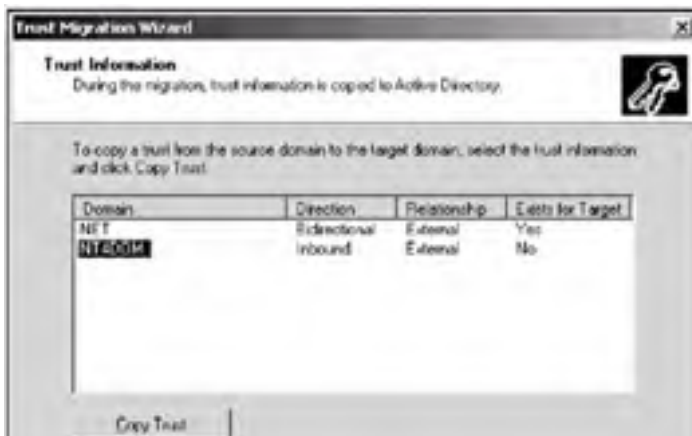 Trust Migration Wizard
Trust Information
During the migration, trust information is copied to Active Directory.
To copy a trust from the source domain to the target domain, select the trust information
and click Copy Trust.
Domain Direction Relationship Exists for Target
NET Bidirectional External Yes
NT4DOM Inbound External No
Copy Trust